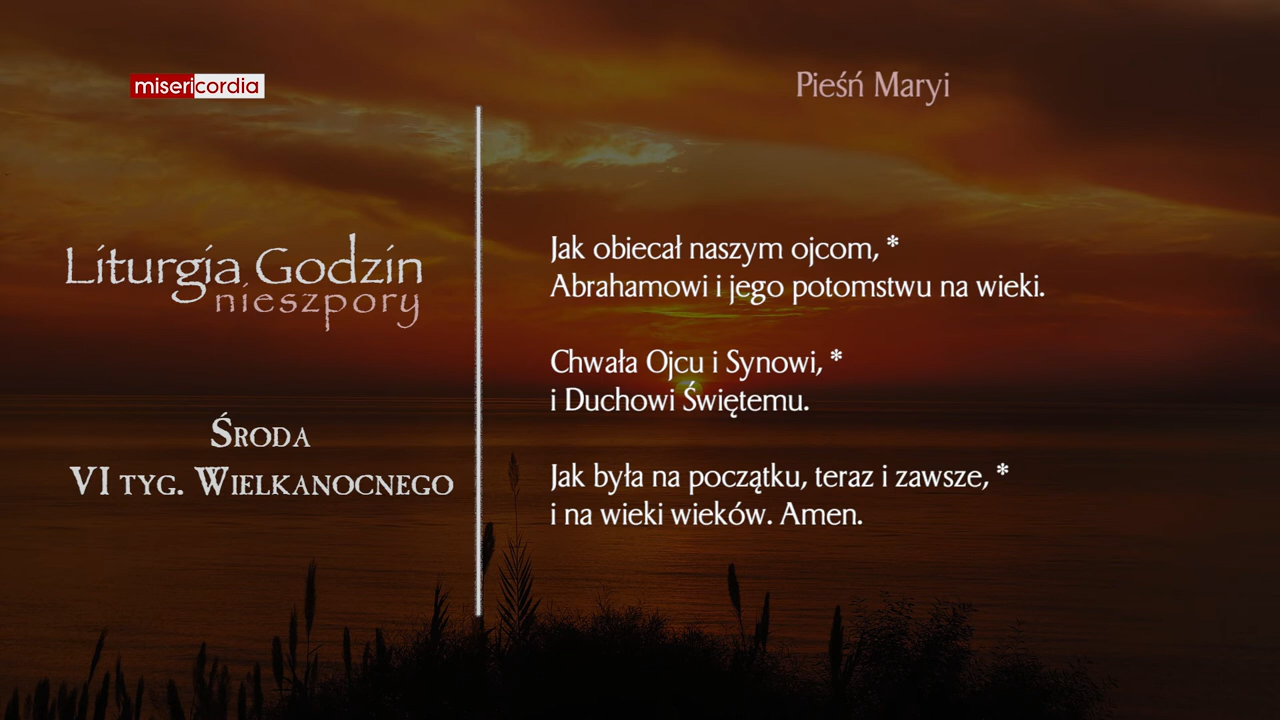 misericordia
Pieśń Maryi
Liturgia Godzin
nieszpory
Środa
VI tyg. Wielkanocnego
Jak obiecał naszym ojcom, *
Abrahamowi i jego potomstwu na wieki.
Chwała Ojcu i Synowi, *
i Duchowi Świętemu.
Jak była na początku, teraz i zawsze, *
i na wieki wieków. Amen.